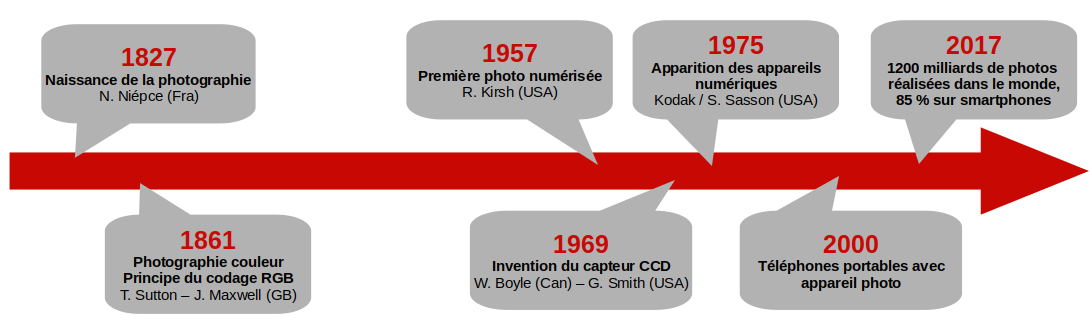 1827
Naissance de la photographie
N. Niépce (Fra)
1861
Photographie couleur
Principe du codage RGB
T. Sutton – J. Maxwell (GB)
1957
Première photo numérisée
R. Kirsh (USA)
1969
Invention du capteur CCD
W. Boyle (Can) – G. Smith (USA)
1975
Apparition des appareils
numériques
Kodak / S. Sasson (USA)
2000
Téléphones portables avec
appareil photo
2017
1200 milliards de photos
réalisées dans le monde,
85 % sur smartphones